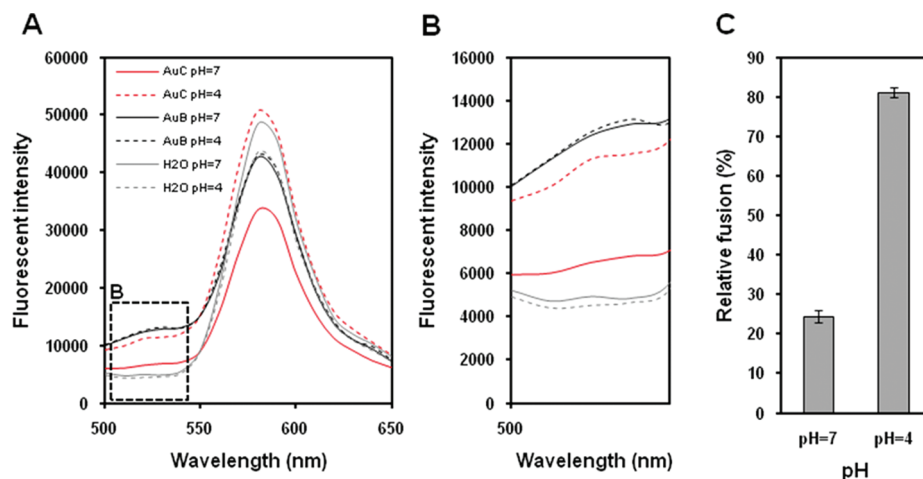 A
Fluorescent intensity
60000
50000
40000
30000
20000
10000
0
AuC pH=7
AuC pH=4
AuB pH=7
AuB pH=4
H2O pH=7
H2O pH=4
B
500
550
600
650
Wavelength (nm)
B
Fluorescent intensity
16000
14000
12000
10000
8000
6000
4000
2000
0
500
Wavelength (nm)
C
Relative fusion (%)
90
80
70
60
50
40
30
20
10
0
pH=7
pH=4
pH